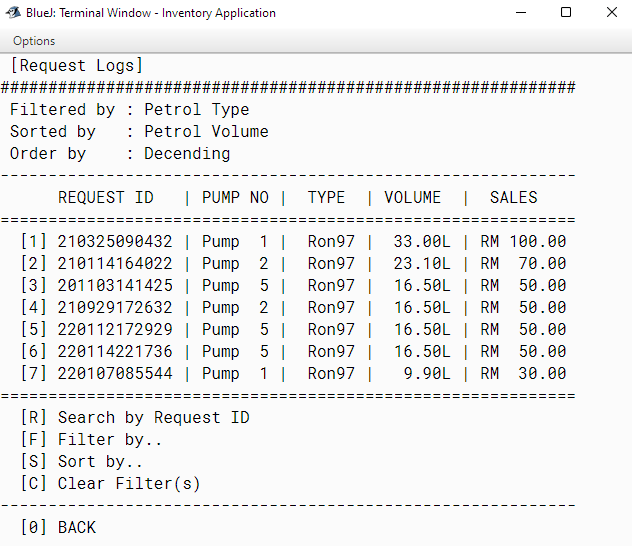 BlueJ: Terminal Window - Inventory Application
Options
[Request Logs]
############################################################
Filtered by : Petrol Type
Sorted by   : Petrol Volume
Order by    : Decending
------------------------------------------------------------
      REQUEST ID   | PUMP NO |  TYPE  | VOLUME  |  SALES
============================================================
  [1] 210325090432 | Pump  1 |  Ron97 |  33.00L | RM 100.00
  [2] 210114164022 | Pump  2 |  Ron97 |  23.10L | RM  70.00
  [3] 201103141425 | Pump  5 |  Ron97 |  16.50L | RM  50.00
  [4] 210929172632 | Pump  2 |  Ron97 |  16.50L | RM  50.00
  [5] 220112172929 | Pump  5 |  Ron97 |  16.50L | RM  50.00
  [6] 220114221736 | Pump  5 |  Ron97 |  16.50L | RM  50.00
  [7] 220107085544 | Pump  1 |  Ron97 |   9.90L | RM  30.00
============================================================
  [R] Search by Request ID
  [F] Filter by..
  [S] Sort by..
  [C] Clear Filter(s)
------------------------------------------------------------
  [0] BACK